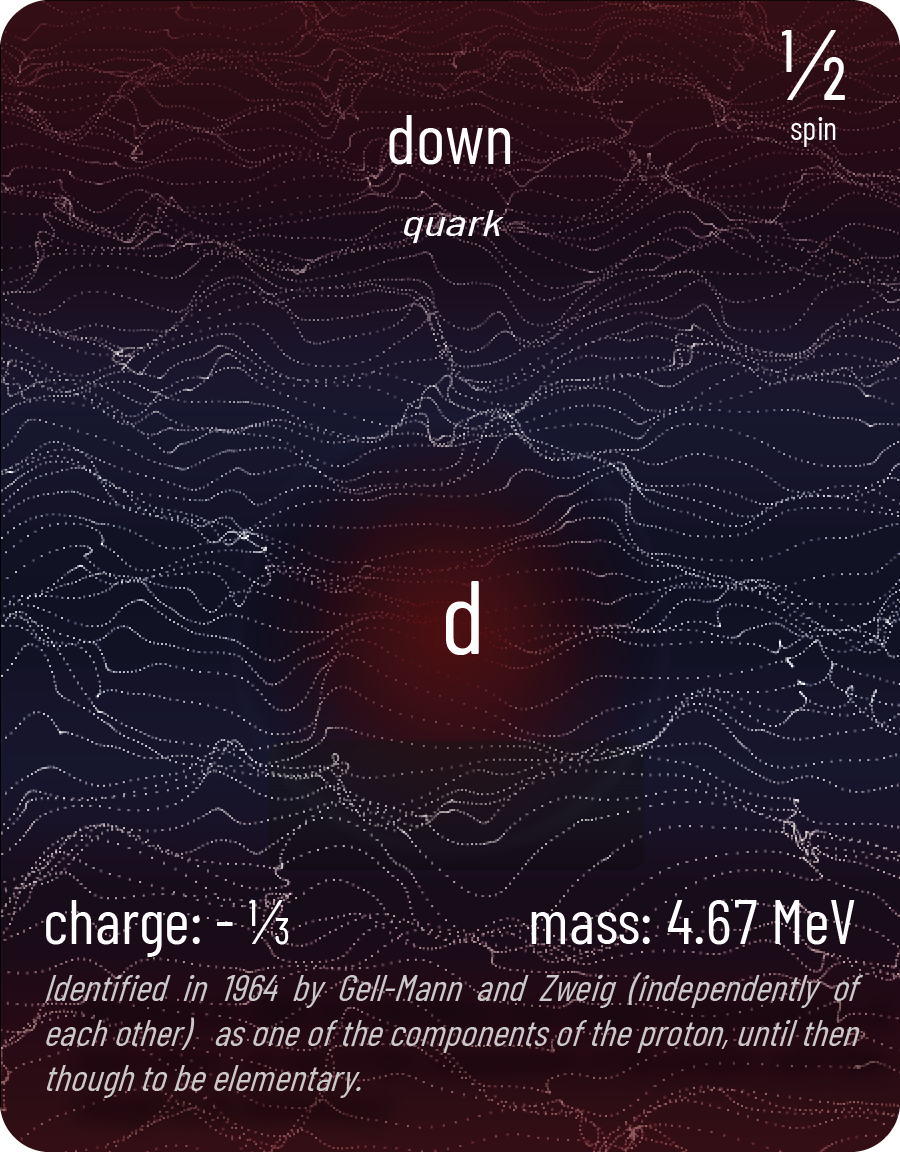 ½
spin
down
quark
d
charge: - ⅓
mass: 4.67 MeV
Identified in 1964 by Gell-Mann and Zweig (independently of
each other) as one of the components of the proton, until then
though to be elementary.